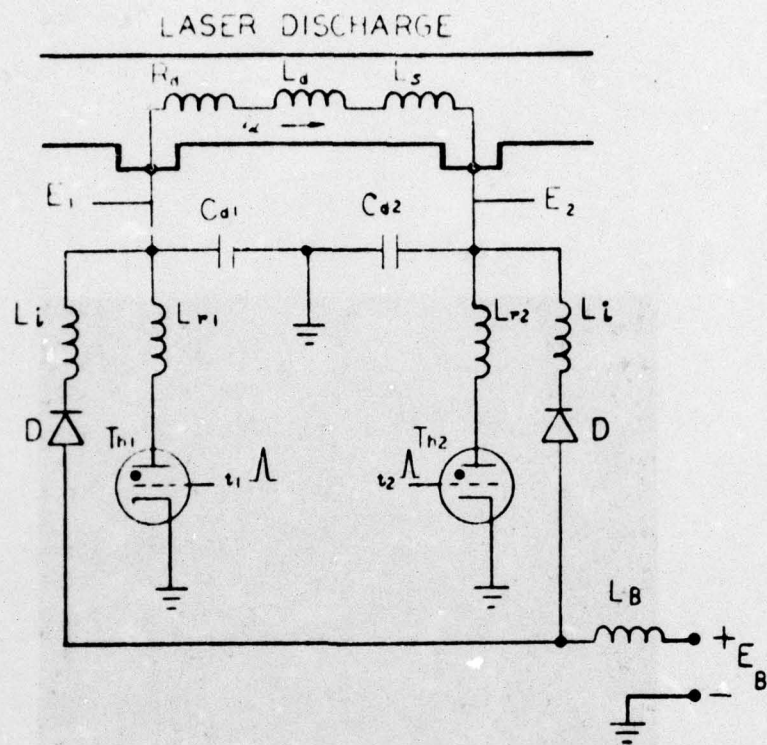 LASER DISCHARGE
Rd Ld Ls
id
E1 E2
Cd1 Cd2
Li Lr1 Lr2 Li
D Th1 Th2 D
t1 t2
LB
+
EB
-